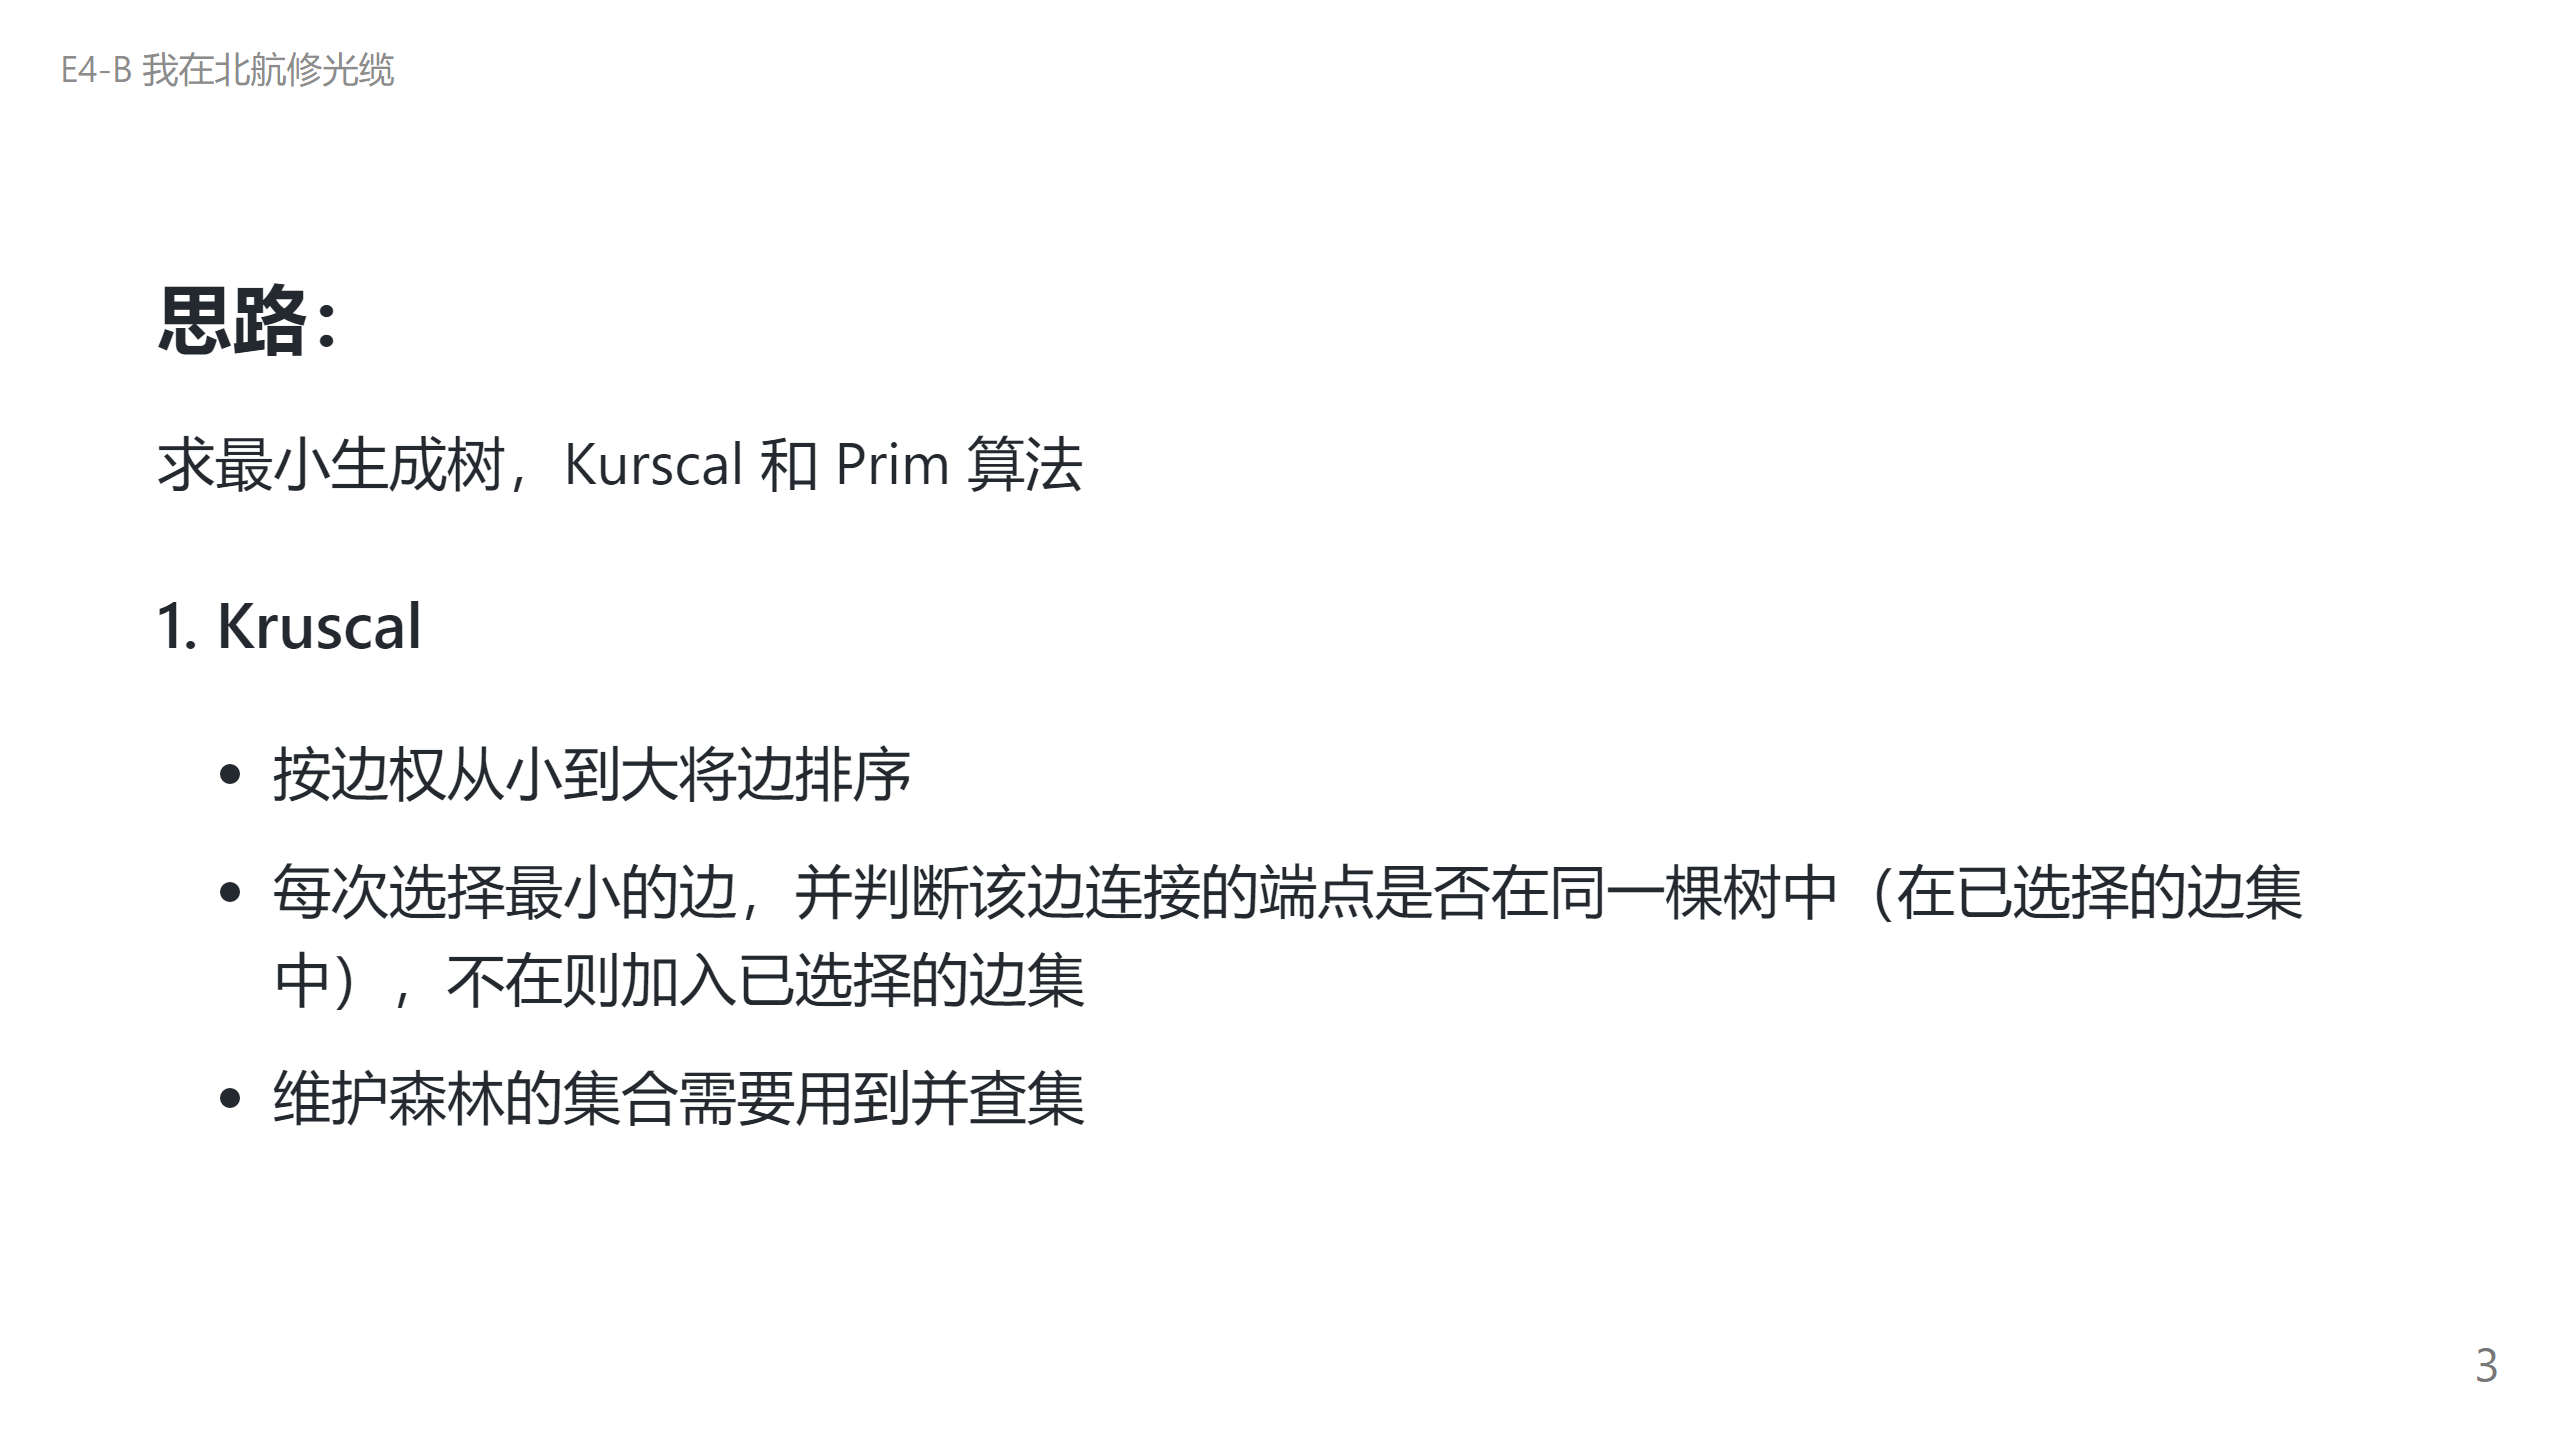 E4-B 我在北航修光缆
思路：
求最小生成树，Kurscal 和 Prim 算法
1. Kruscal
• 按边权从小到大将边排序
• 每次选择最小的边，并判断该边连接的端点是否在同一棵树中（在已选择的边集
中），不在则加入已选择的边集
• 维护森林的集合需要用到并查集
3